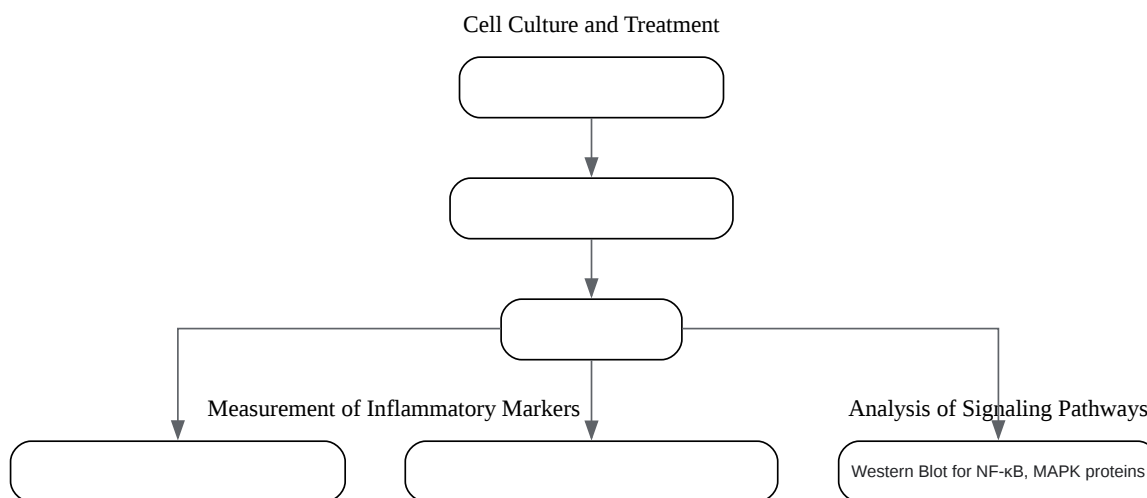 Cell Culture and Treatment
Measurement of Inflammatory Markers
Analysis of Signaling Pathways
Western Blot for NF-κB, MAPK proteins